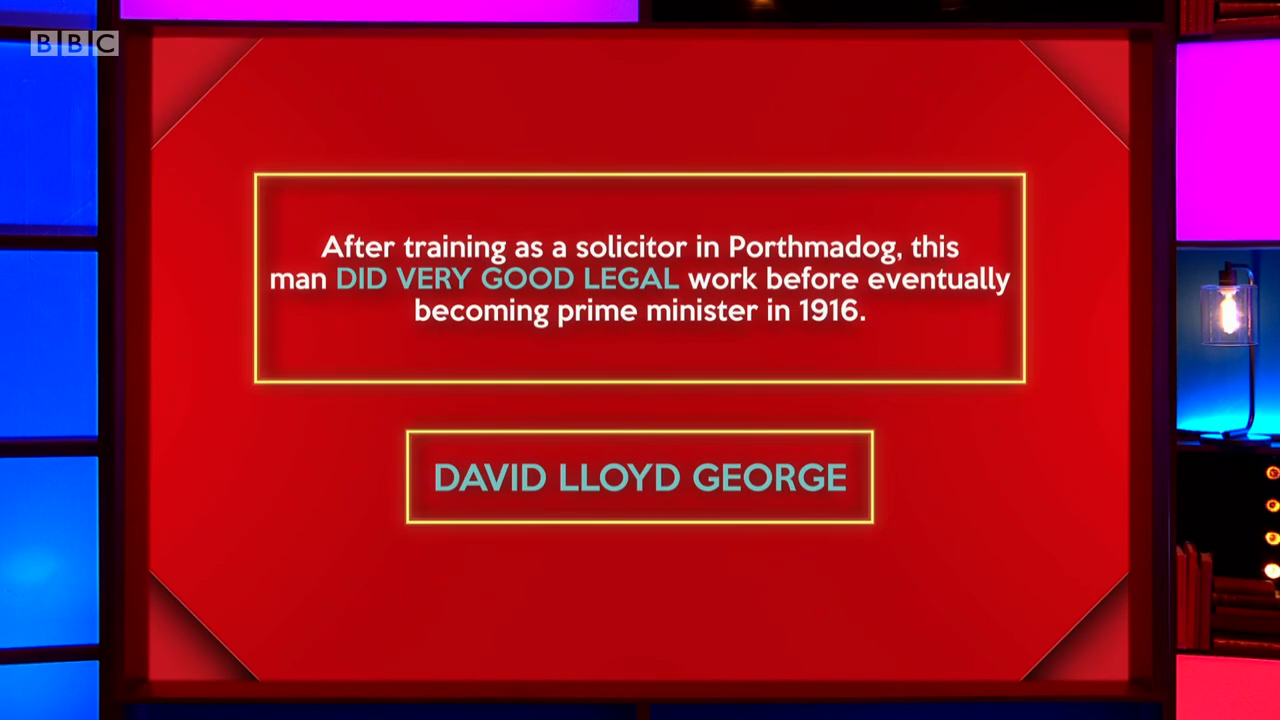 BBC
After training as a solicitor in Porthmadog, this
man DID VERY GOOD LEGAL work before eventually
becoming prime minister in 1916.
DAVID LLOYD GEORGE